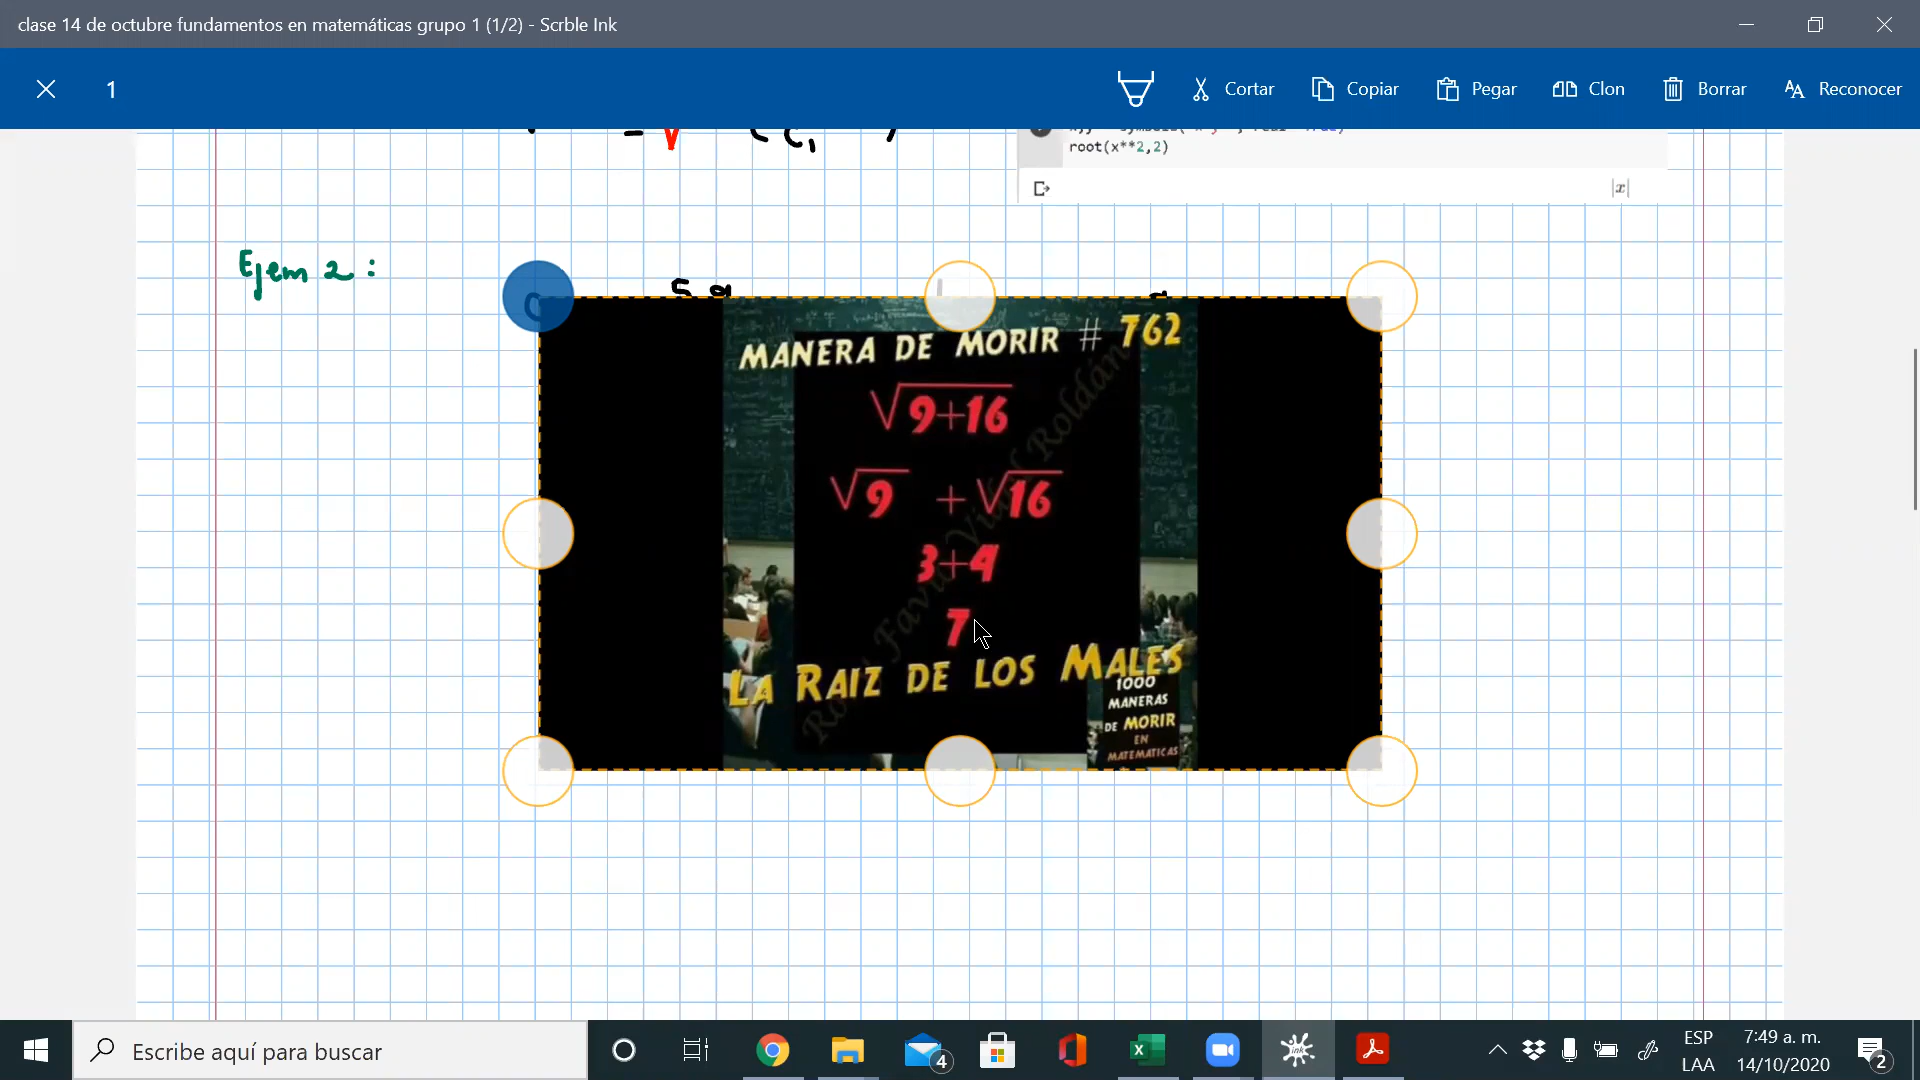 clase 14 de octubre fundamentos en matemáticas grupo 1 (1/2) - Scrble Ink
1 Cortar Copiar Pegar Clon Borrar Reconocer
root(x**2,2)
|x|
Ejem 2 :
MANERA DE MORIR # 762
√9+16
√9 + √16
3+4
7
LA RAIZ DE LOS MALES
1000
MANERAS
DE MORIR
EN
MATEMATICAS
Escribe aquí para buscar
4
ESP
LAA
7:49 a. m.
14/10/2020
2